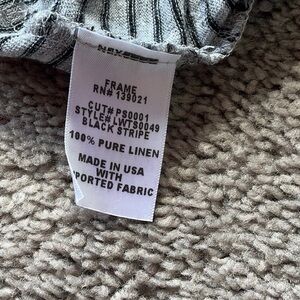 FRAME
RN# 139021
CUT# PS0001
STYLE# LWTS0049
BLACK STRIPE
100% PURE LINEN
MADE IN USA
WITH
PORTED FABRIC